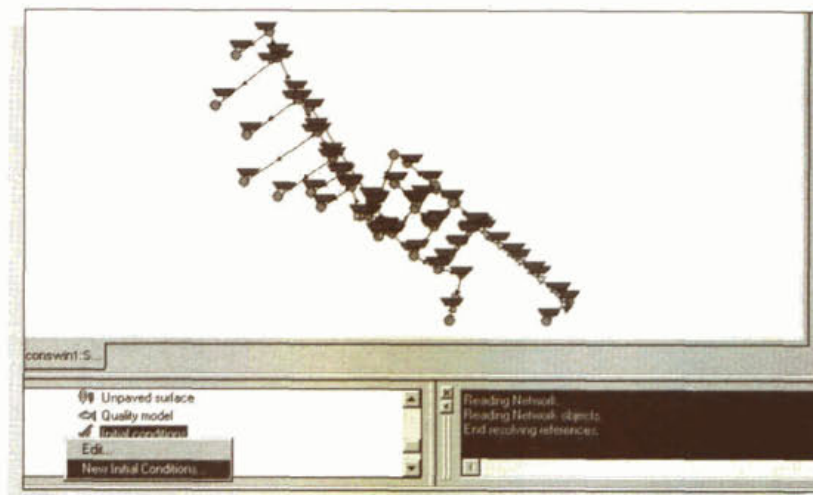 conswin1:S...
Unpaved surface
Quality model
Initial conditions
Edit...
New Initial Conditions...
Reading Network...
Reading Network objects.
End resolving references.